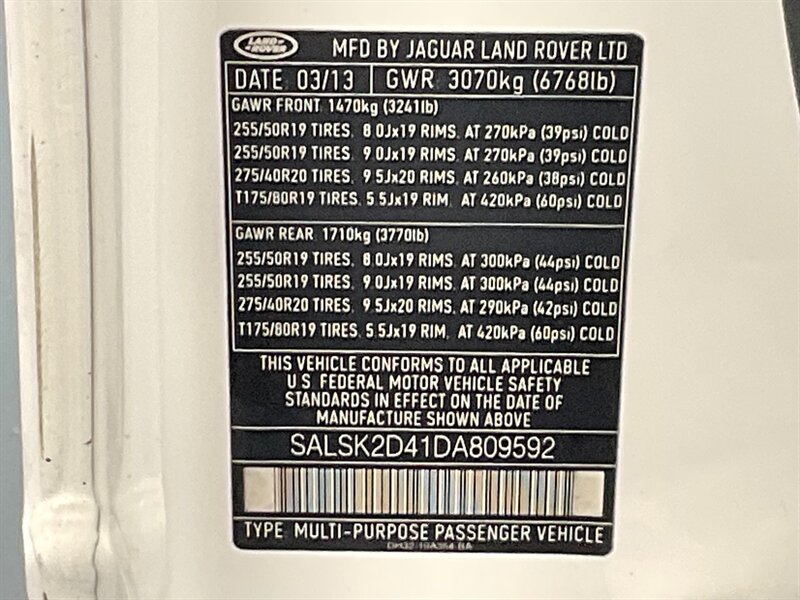 LAND ROVER
MFD BY JAGUAR LAND ROVER LTD
DATE 03/13 GWR 3070kg (6768lb)
GAWR FRONT 1470kg (3241lb)
255/50R19 TIRES, 8.0Jx19 RIMS, AT 270kPa (39psi) COLD
255/50R19 TIRES, 9.0Jx19 RIMS, AT 270kPa (39psi) COLD
275/40R20 TIRES, 9.5Jx20 RIMS, AT 260kPa (38psi) COLD
T175/80R19 TIRES, 5.5Jx19 RIM, AT 420kPa (60psi) COLD
GAWR REAR 1710kg (3770lb)
255/50R19 TIRES, 8.0Jx19 RIMS, AT 300kPa (44psi) COLD
255/50R19 TIRES, 9.0Jx19 RIMS, AT 300kPa (44psi) COLD
275/40R20 TIRES, 9.5Jx20 RIMS, AT 290kPa (42psi) COLD
T175/80R19 TIRES, 5.5Jx19 RIM, AT 420kPa (60psi) COLD
THIS VEHICLE CONFORMS TO ALL APPLICABLE
U.S. FEDERAL MOTOR VEHICLE SAFETY
STANDARDS IN EFFECT ON THE DATE OF
MANUFACTURE SHOWN ABOVE
SALSK2D41DA809592
TYPE MULTI-PURPOSE PASSENGER VEHICLE